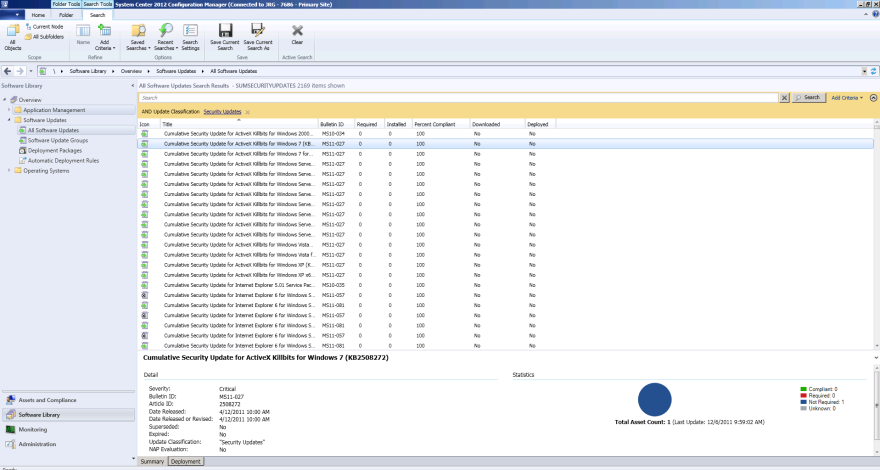 Folder Tools Search Tools System Center 2012 Configuration Manager (Connected to JRG - 7686 - Primary Site)
Home Folder Search
All Objects
Current Node
All Subfolders
Name
Add Criteria
Saved Searches
Recent Searches
Search Settings
Save Current Search
Save Current Search As
Clear
Scope Refine Options Save Active Search
\ Software Library Overview Software Updates All Software Updates
Software Library
All Software Updates Search Results - SUMSECURITYUPDATES 2169 items shown
Search
Search Add Criteria
AND Update Classification Security Updates
Overview
Application Management
Software Updates
All Software Updates
Software Update Groups
Deployment Packages
Automatic Deployment Rules
Operating Systems
Icon Title Bulletin ID Required Installed Percent Compliant Downloaded Deployed
Cumulative Security Update for ActiveX Killbits for Windows 2000... MS10-034 0 0 100 No No
Cumulative Security Update for ActiveX Killbits for Windows 7 (KB... MS11-027 0 0 100 No No
Cumulative Security Update for ActiveX Killbits for Windows 7 for... MS11-027 0 0 100 No No
Cumulative Security Update for ActiveX Killbits for Windows Serve... MS11-027 0 0 100 No No
Cumulative Security Update for ActiveX Killbits for Windows Serve... MS11-027 0 0 100 No No
Cumulative Security Update for ActiveX Killbits for Windows Serve... MS11-027 0 0 100 No No
Cumulative Security Update for ActiveX Killbits for Windows Serve... MS11-027 0 0 100 No No
Cumulative Security Update for ActiveX Killbits for Windows Serve... MS11-027 0 0 100 No No
Cumulative Security Update for ActiveX Killbits for Windows Serve... MS11-027 0 0 100 No No
Cumulative Security Update for ActiveX Killbits for Windows Serve... MS11-027 0 0 100 No No
Cumulative Security Update for ActiveX Killbits for Windows Serve... MS11-027 0 0 100 No No
Cumulative Security Update for ActiveX Killbits for Windows Vista... MS11-027 0 0 100 No No
Cumulative Security Update for ActiveX Killbits for Windows Vista f... MS11-027 0 0 100 No No
Cumulative Security Update for ActiveX Killbits for Windows XP (K... MS11-027 0 0 100 No No
Cumulative Security Update for ActiveX Killbits for Windows XP x6... MS11-027 0 0 100 No No
Cumulative Security Update for Internet Explorer 5.01 Service Pac... MS10-035 0 0 100 No No
Cumulative Security Update for Internet Explorer 6 for Windows S... MS11-057 0 0 100 No No
Cumulative Security Update for Internet Explorer 6 for Windows S... MS11-081 0 0 100 No No
Cumulative Security Update for Internet Explorer 6 for Windows S... MS11-057 0 0 100 No No
Cumulative Security Update for Internet Explorer 6 for Windows S... MS11-081 0 0 100 No No
Cumulative Security Update for Internet Explorer 6 for Windows S... MS11-057 0 0 100 No No
Cumulative Security Update for Internet Explorer 6 for Windows S... MS11-081 0 0 100 No No
Cumulative Security Update for ActiveX Killbits for Windows 7 (KB2508272)
Detail Statistics
Severity: Critical
Bulletin ID: MS11-027
Article ID: 2508272
Date Released: 4/12/2011 10:00 AM
Date Released or Revised: 4/12/2011 10:00 AM
Superseded: No
Expired: No
Update Classification: "Security Updates"
NAP Evaluation: No
Compliant: 0
Required: 0
Not Required: 1
Unknown: 0
Total Asset Count: 1 (Last Update: 12/6/2011 9:59:02 AM)
Assets and Compliance
Software Library
Monitoring
Administration
Summary Deployment
Ready